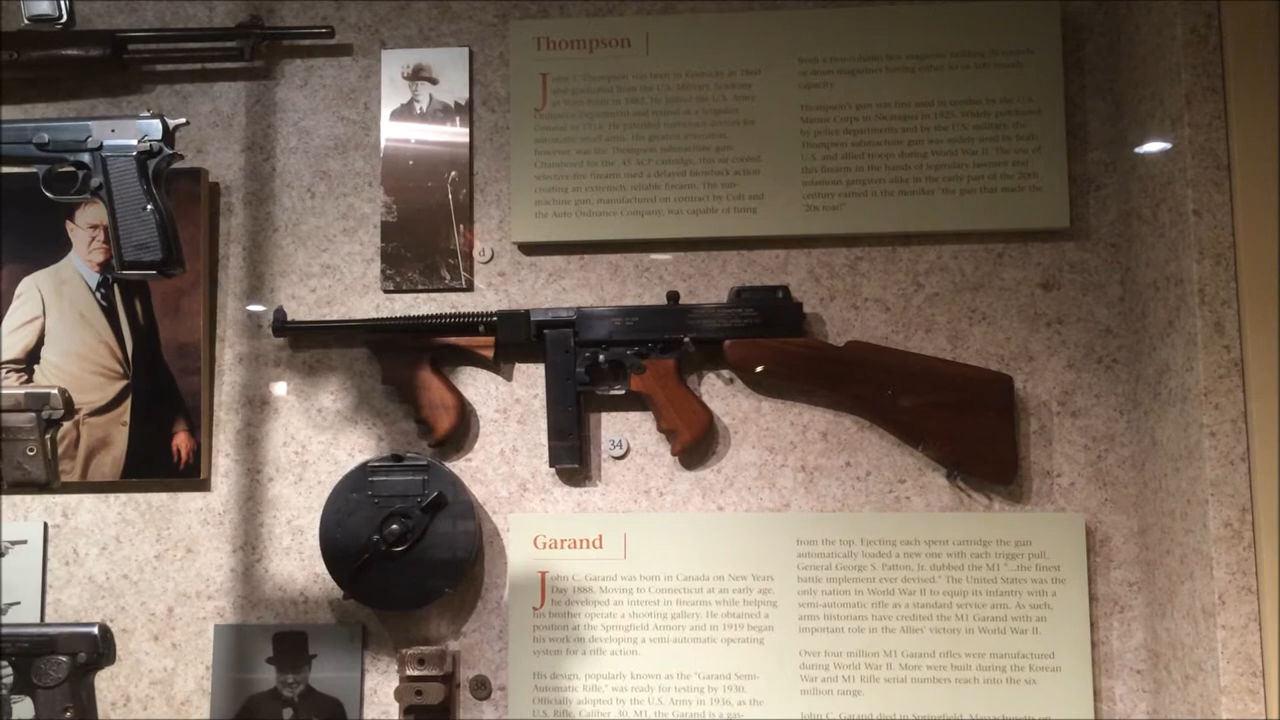 Thompson
John T. Thompson was born in Kentucky in 1860
and graduated from the U.S. Military Academy
at West Point in 1882. He joined the U.S. Army
Ordnance Department and retired as a Brigadier
General in 1918. He patented numerous devices for
automatic small arms. His greatest invention,
however, was the Thompson submachine gun.
Chambered for the .45 ACP cartridge, this air cooled,
selective-fire firearm used a delayed blowback action
creating an extremely reliable firearm. The sub-
machine gun, manufactured on contract by Colt and
the Auto Ordnance Company, was capable of firing
from a two-column box magazine holding 20 rounds
or drum magazines having either 50 or 100 rounds
capacity.
Thompson's gun was first used in combat by the U.S.
Marine Corps in Nicaragua in 1925. Widely purchased
by police departments and by the U.S. military, the
Thompson submachine gun was widely used by both
U.S. and allied troops during World War II. The use of
this firearm in the hands of legendary lawmen and
infamous gangsters alike in the early part of the 20th
century earned it the moniker "the gun that made the
'20s roar!"
d
34
Garand
John C. Garand was born in Canada on New Years
Day 1888. Moving to Connecticut at an early age,
he developed an interest in firearms while helping
his brother operate a shooting gallery. He obtained a
position at the Springfield Armory and in 1919 began
his work on developing a semi-automatic operating
system for a rifle action.
His design, popularly known as the "Garand Semi-
Automatic Rifle," was ready for testing by 1930.
Officially adopted by the U.S. Army in 1936, as the
U.S. Rifle, Caliber .30, M1, the Garand is a gas-
from the top. Ejecting each spent cartridge the gun
automatically loaded a new one with each trigger pull.
General George S. Patton, Jr. dubbed the M1 "...the finest
battle implement ever devised." The United States was the
only nation in World War II to equip its infantry with a
semi-automatic rifle as a standard service arm. As such,
arms historians have credited the M1 Garand with an
important role in the Allies' victory in World War II.
Over four million M1 Garand rifles were manufactured
during World War II. More were built during the Korean
War and M1 Rifle serial numbers reach into the six
million range.
John C. Garand died in Springfield, Massachusetts on
38